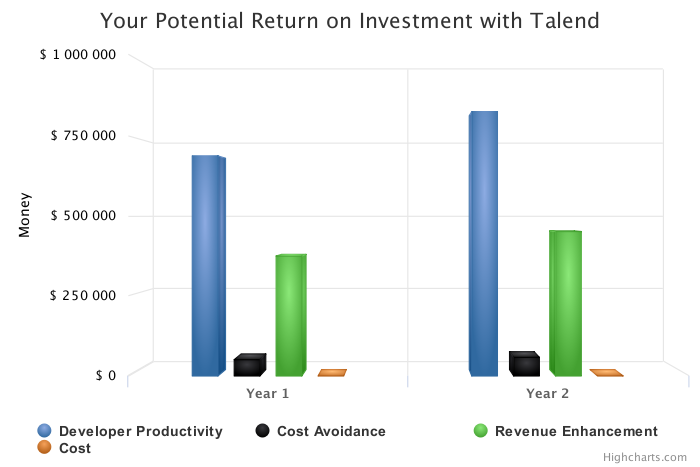 Your Potential Return on Investment with Talend
$ 1 000 000
$ 750 000
$ 500 000
$ 250 000
$ 0
Money
Year 1
Year 2
Developer Productivity
Cost Avoidance
Revenue Enhancement
Cost
Highcharts.com